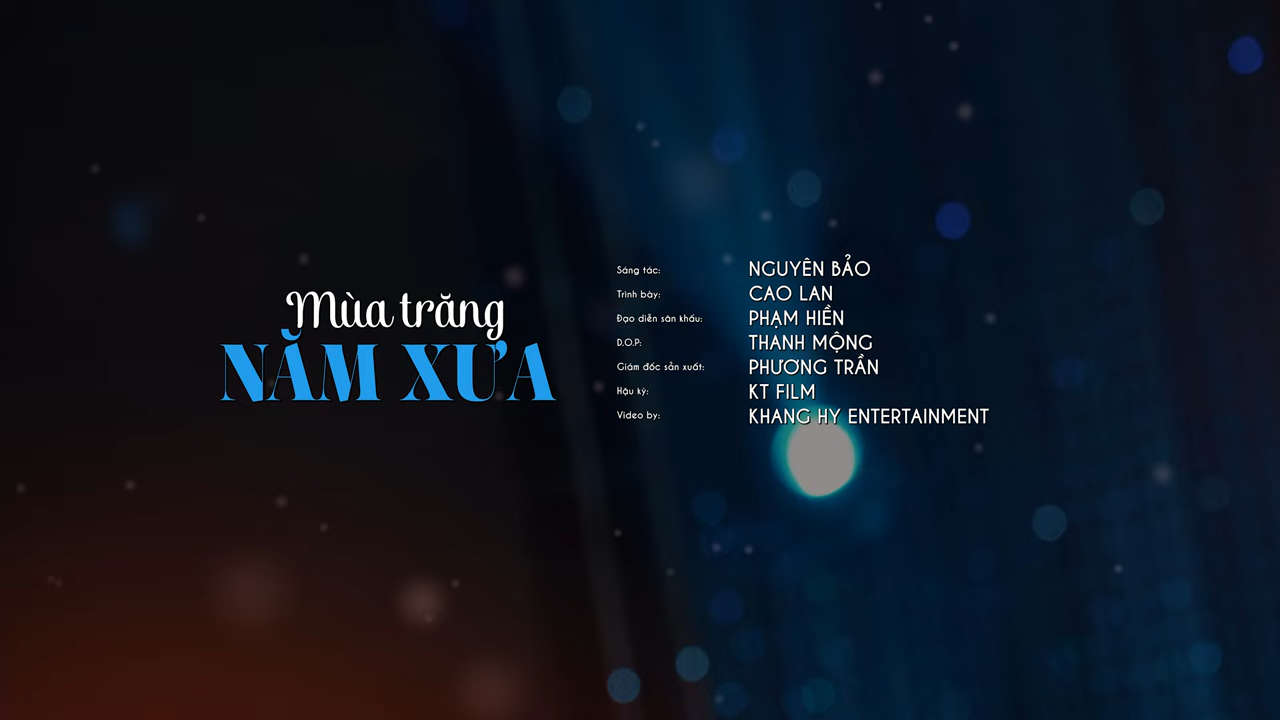 Mùa trăng
NĂM XƯA
Sáng tác: NGUYÊN BẢO
Trình bày: CAO LAN
Đạo diễn sân khấu: PHẠM HIỀN
D.O.P: THANH MỘNG
Giám đốc sản xuất: PHƯƠNG TRẦN
Hậu kỳ: KT FILM
Video by: KHANG HY ENTERTAINMENT